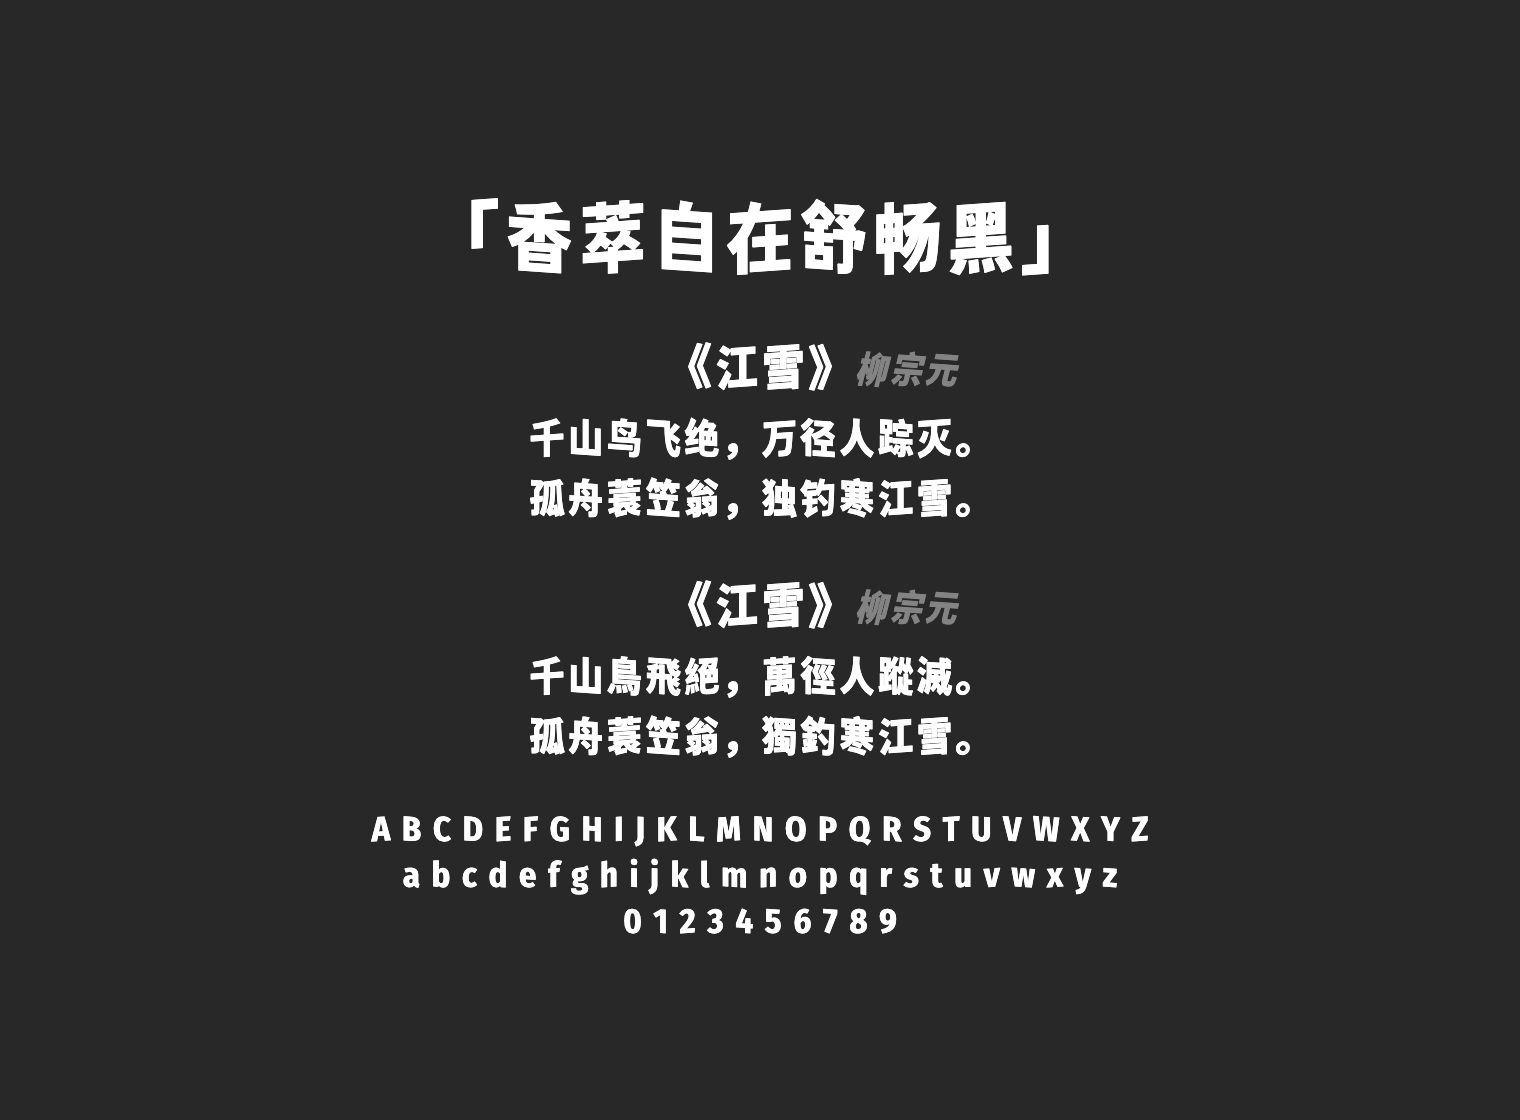 「香萃自在舒畅黑」
《江雪》柳宗元
千山鸟飞绝，万径人踪灭。
孤舟蓑笠翁，独钓寒江雪。
《江雪》柳宗元
千山鳥飛絕，萬徑人蹤滅。
孤舟蓑笠翁，獨釣寒江雪。
A B C D E F G H I J K L M N O P Q R S T U V W X Y Z
a b c d e f g h i j k l m n o p q r s t u v w x y z
0 1 2 3 4 5 6 7 8 9